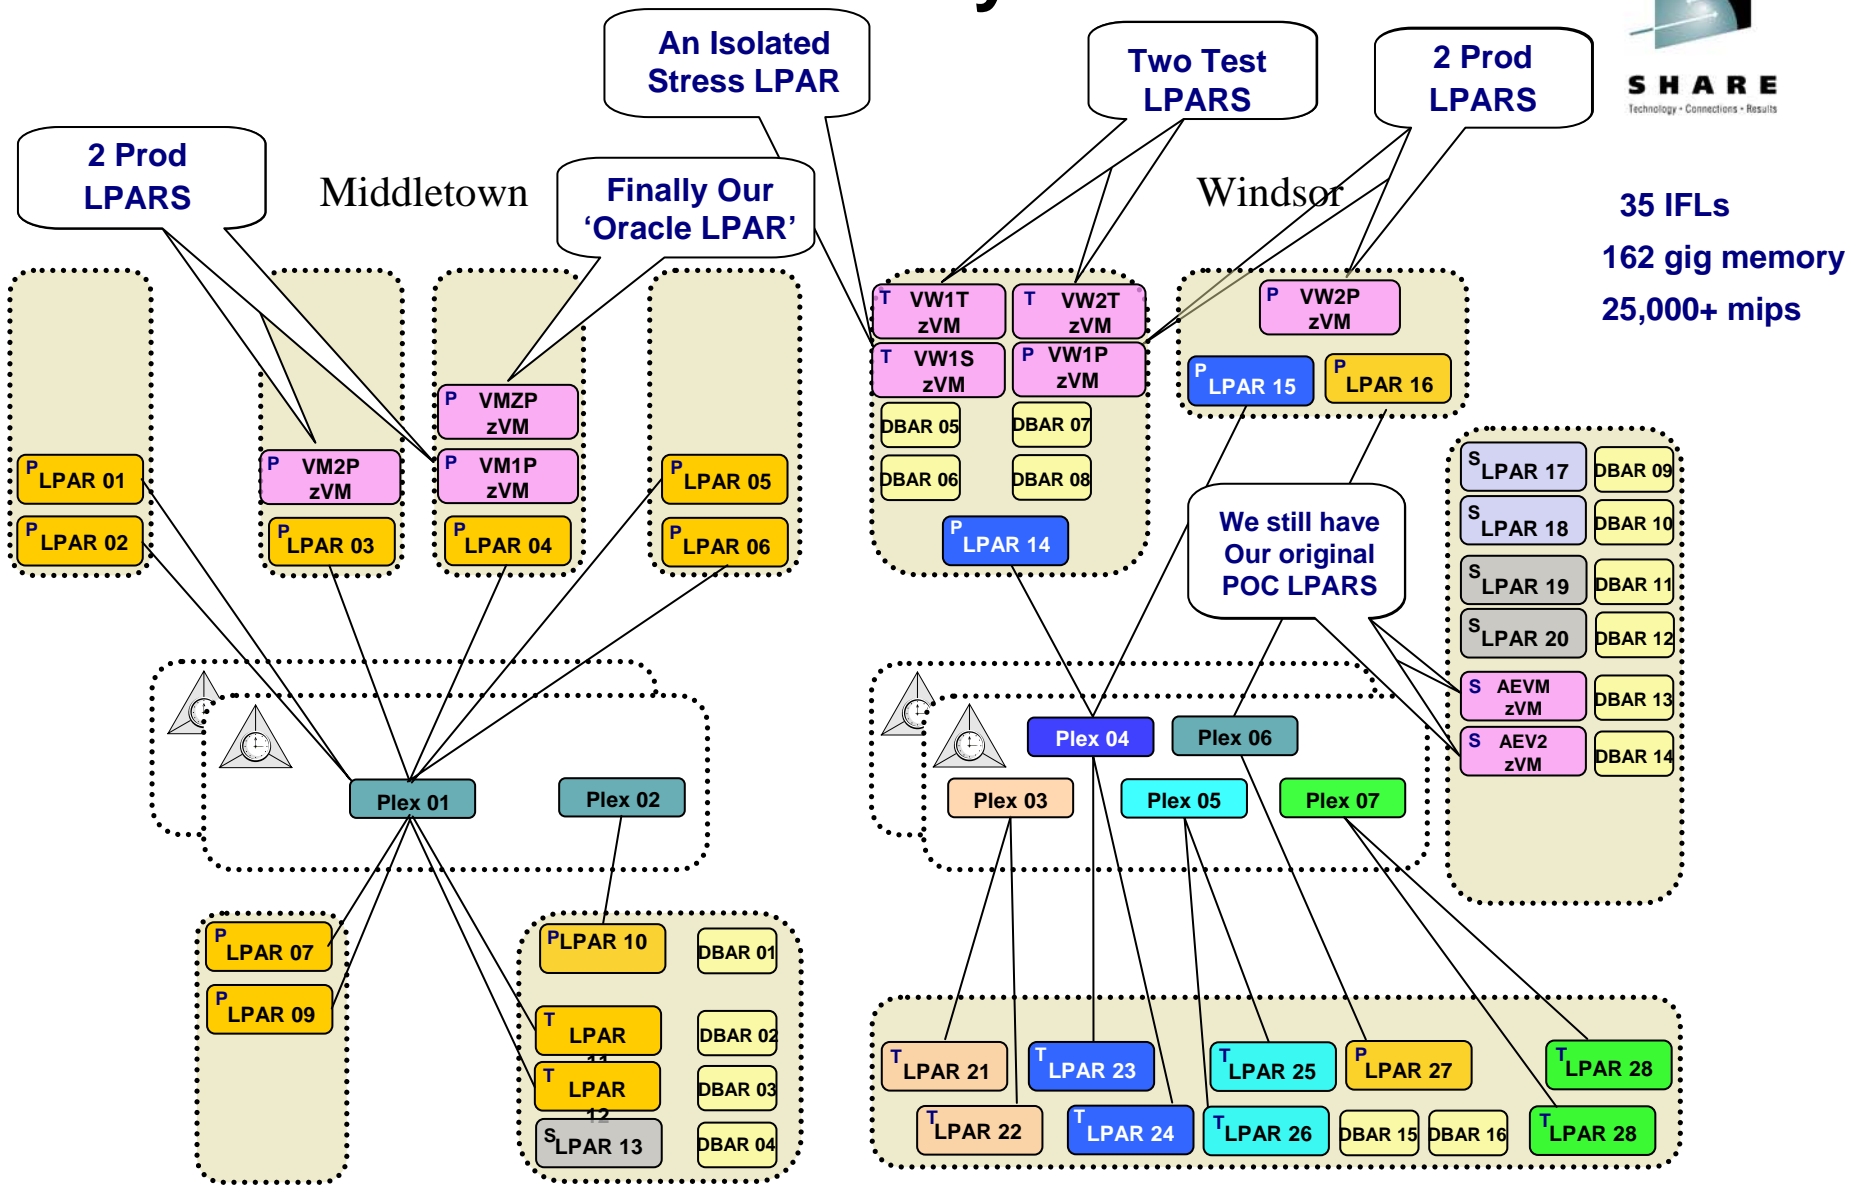 y
An Isolated
Stress LPAR
Two Test
LPARS
2 Prod
LPARS
SHARE
Technology • Connections • Results
2 Prod
LPARS
Middletown
Finally Our
‘Oracle LPAR’
Windsor
35 IFLs
162 gig memory
25,000+ mips
T VW1T
zVM
T VW2T
zVM
P VW2P
zVM
T VW1S
zVM
P VW1P
zVM
P LPAR 15
P LPAR 16
P VMZP
zVM
DBAR 05
DBAR 07
P LPAR 01
P VM2P
zVM
P VM1P
zVM
P LPAR 05
DBAR 06
DBAR 08
S LPAR 17
DBAR 09
P LPAR 02
P LPAR 03
P LPAR 04
P LPAR 06
P LPAR 14
We still have
Our original
POC LPARS
S LPAR 18
DBAR 10
S LPAR 19
DBAR 11
S LPAR 20
DBAR 12
S AEVM
zVM
DBAR 13
S AEV2
zVM
DBAR 14
Plex 04
Plex 06
Plex 01
Plex 02
Plex 03
Plex 05
Plex 07
P LPAR 07
P LPAR 10
DBAR 01
P LPAR 09
T LPAR
11
DBAR 02
T LPAR
12
DBAR 03
S LPAR 13
DBAR 04
T LPAR 21
T LPAR 23
T LPAR 25
P LPAR 27
T LPAR 28
T LPAR 22
T LPAR 24
T LPAR 26
DBAR 15
DBAR 16
T LPAR 28